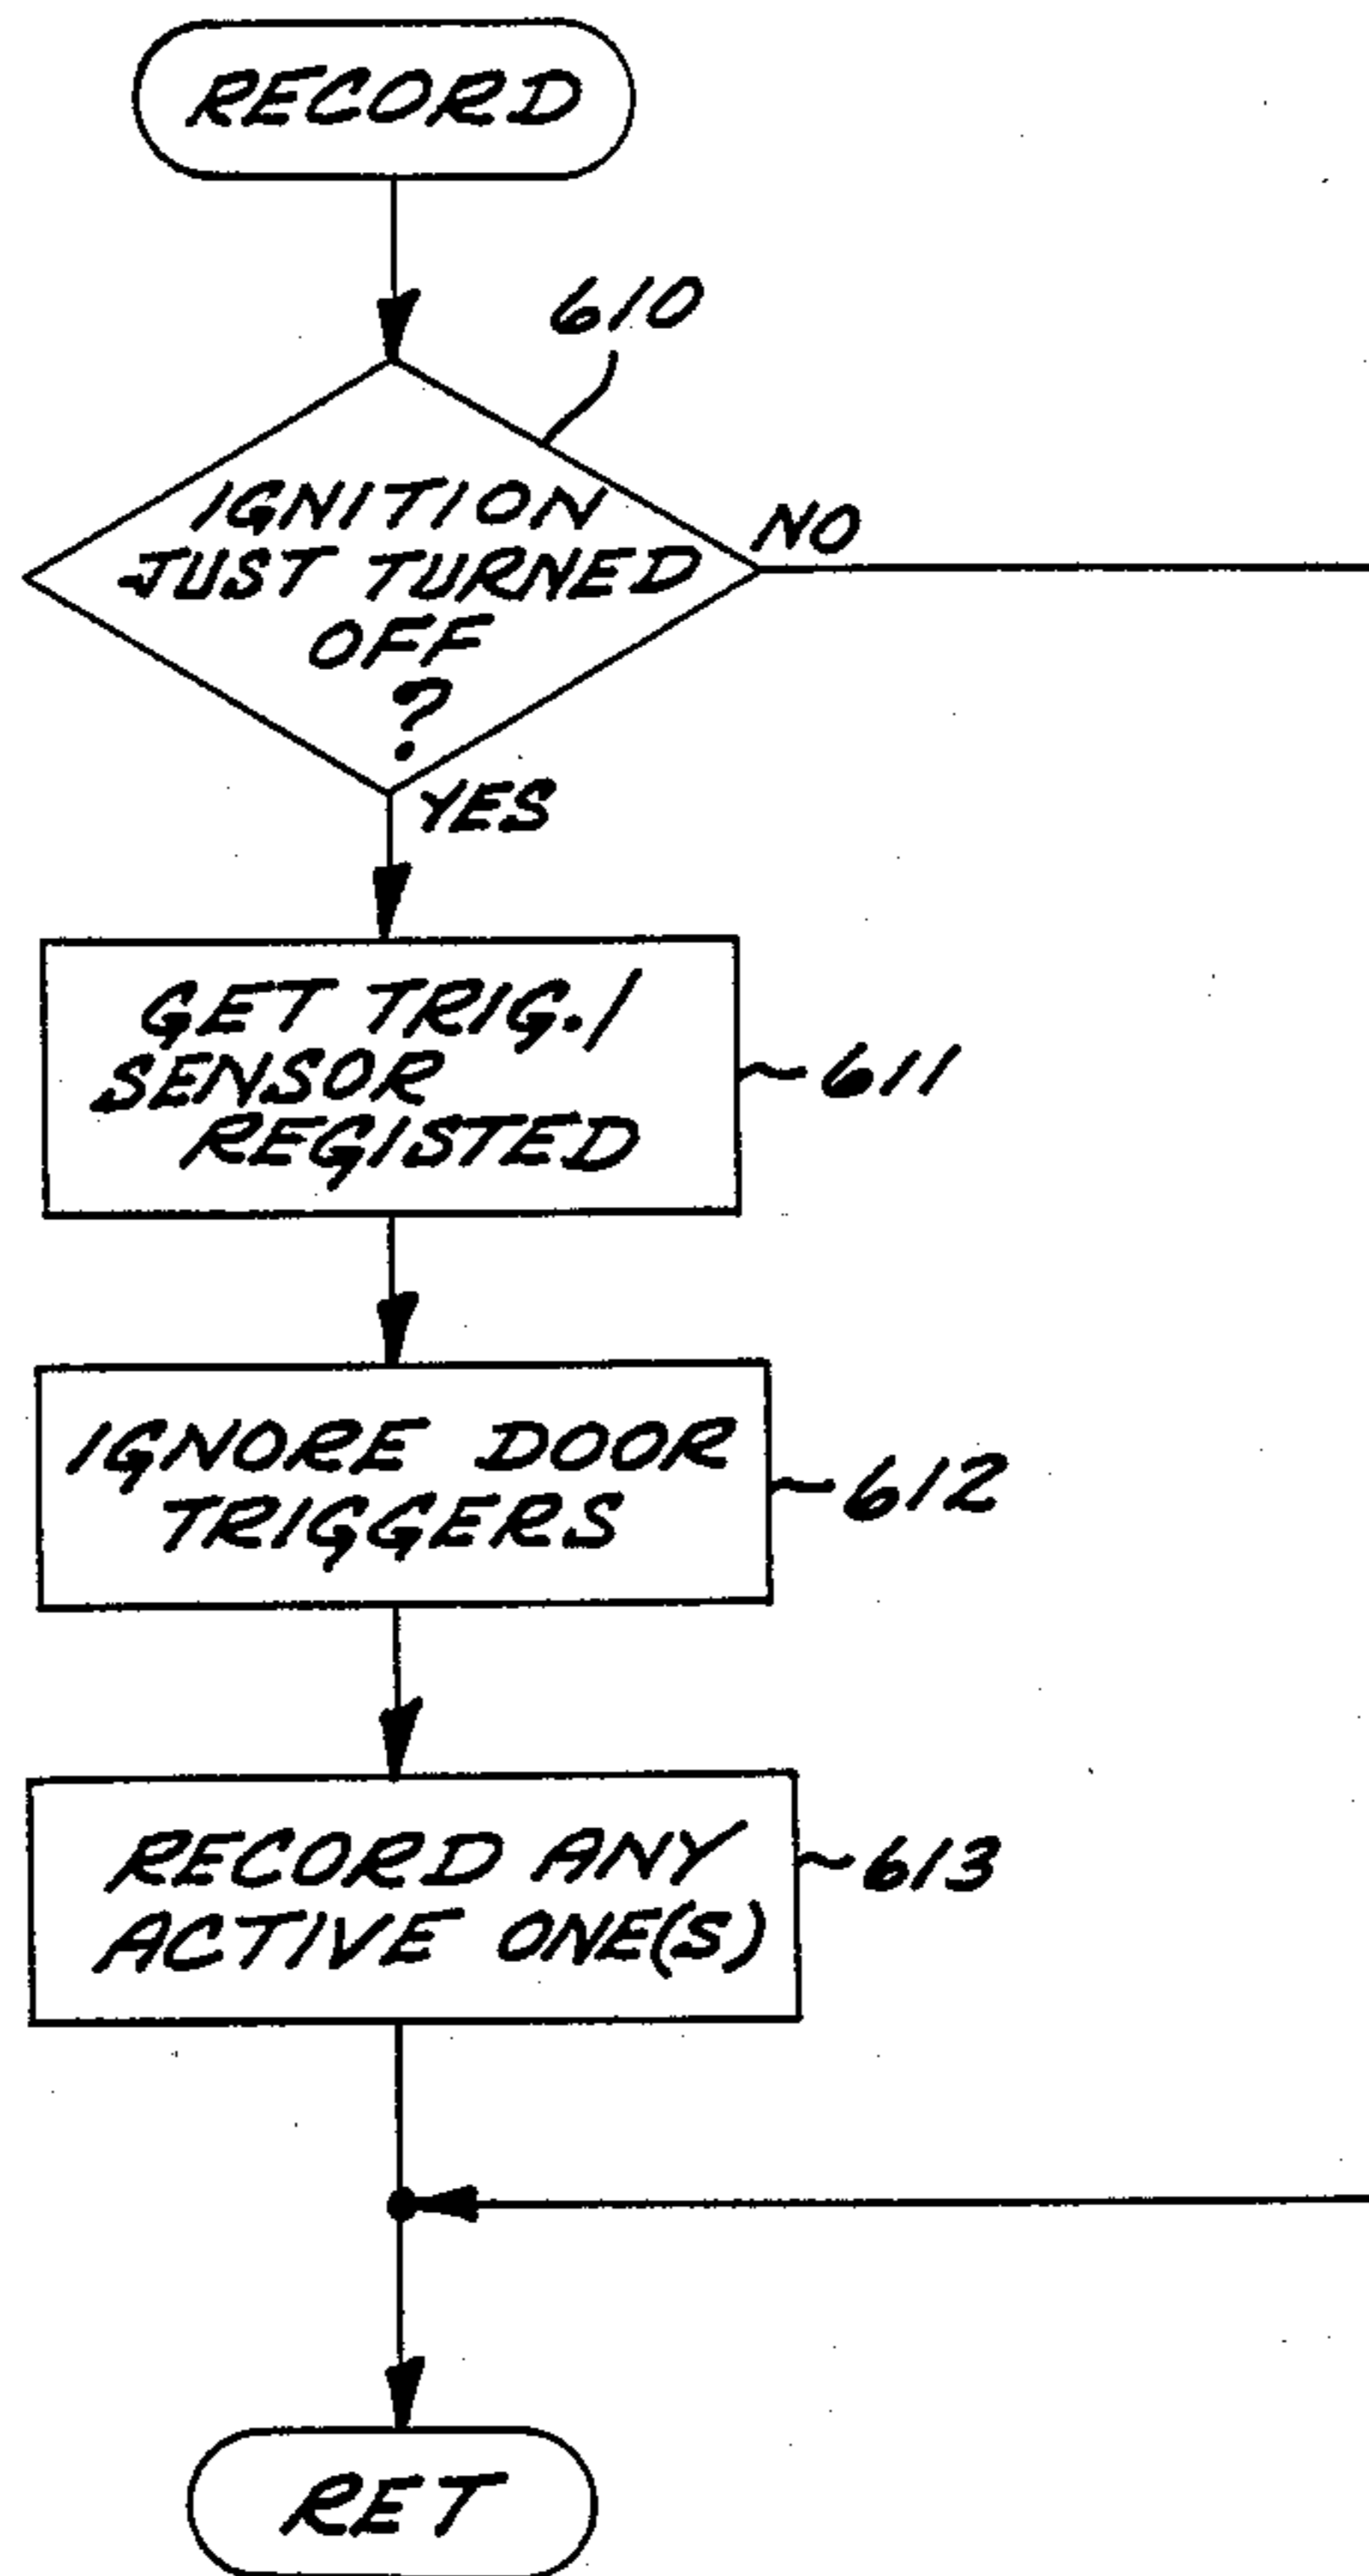 RECORD
610
IGNITION
JUST TURNED
OFF
?
NO
YES
GET TRIG./
SENSOR
REGISTED
611
IGNORE DOOR
TRIGGERS
612
RECORD ANY
ACTIVE ONE(S)
613
RET